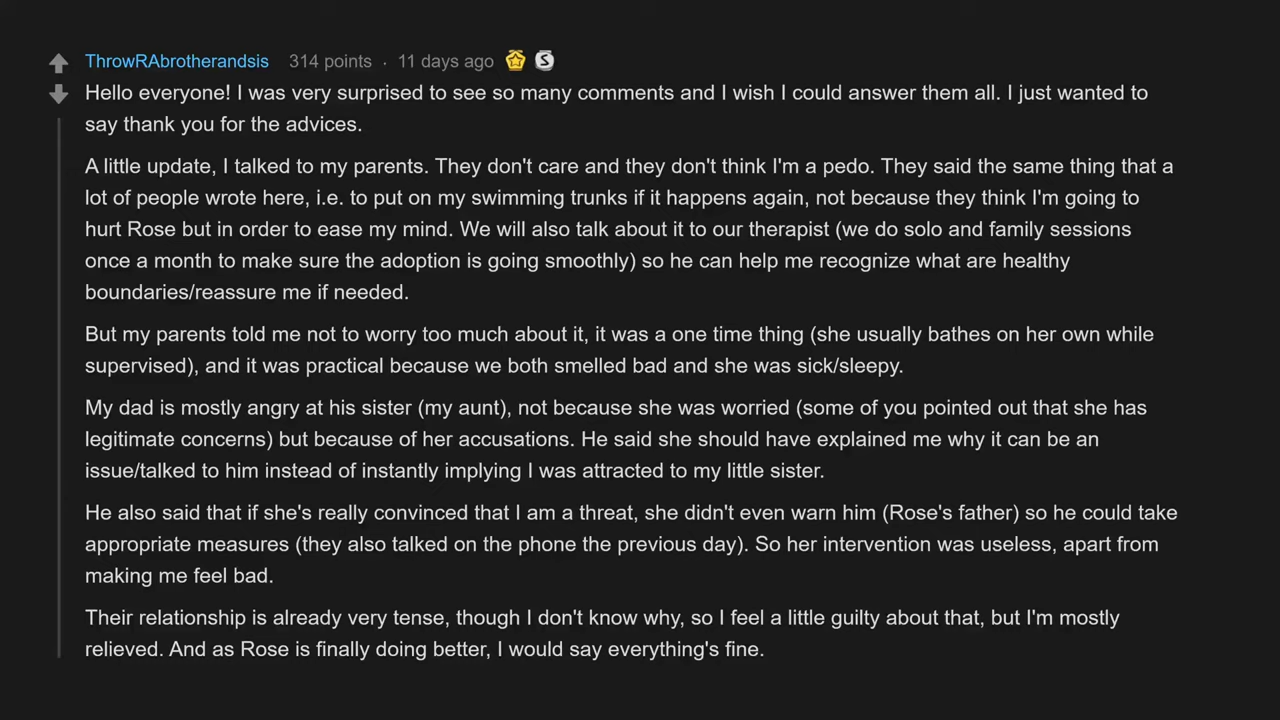 ThrowRAbrotherandsis 314 points · 11 days ago S
Hello everyone! I was very surprised to see so many comments and I wish I could answer them all. I just wanted to
say thank you for the advices.
A little update, I talked to my parents. They don't care and they don't think I'm a pedo. They said the same thing that a
lot of people wrote here, i.e. to put on my swimming trunks if it happens again, not because they think I'm going to
hurt Rose but in order to ease my mind. We will also talk about it to our therapist (we do solo and family sessions
once a month to make sure the adoption is going smoothly) so he can help me recognize what are healthy
boundaries/reassure me if needed.
But my parents told me not to worry too much about it, it was a one time thing (she usually bathes on her own while
supervised), and it was practical because we both smelled bad and she was sick/sleepy.
My dad is mostly angry at his sister (my aunt), not because she was worried (some of you pointed out that she has
legitimate concerns) but because of her accusations. He said she should have explained me why it can be an
issue/talked to him instead of instantly implying I was attracted to my little sister.
He also said that if she's really convinced that I am a threat, she didn't even warn him (Rose's father) so he could take
appropriate measures (they also talked on the phone the previous day). So her intervention was useless, apart from
making me feel bad.
Their relationship is already very tense, though I don't know why, so I feel a little guilty about that, but I'm mostly
relieved. And as Rose is finally doing better, I would say everything's fine.